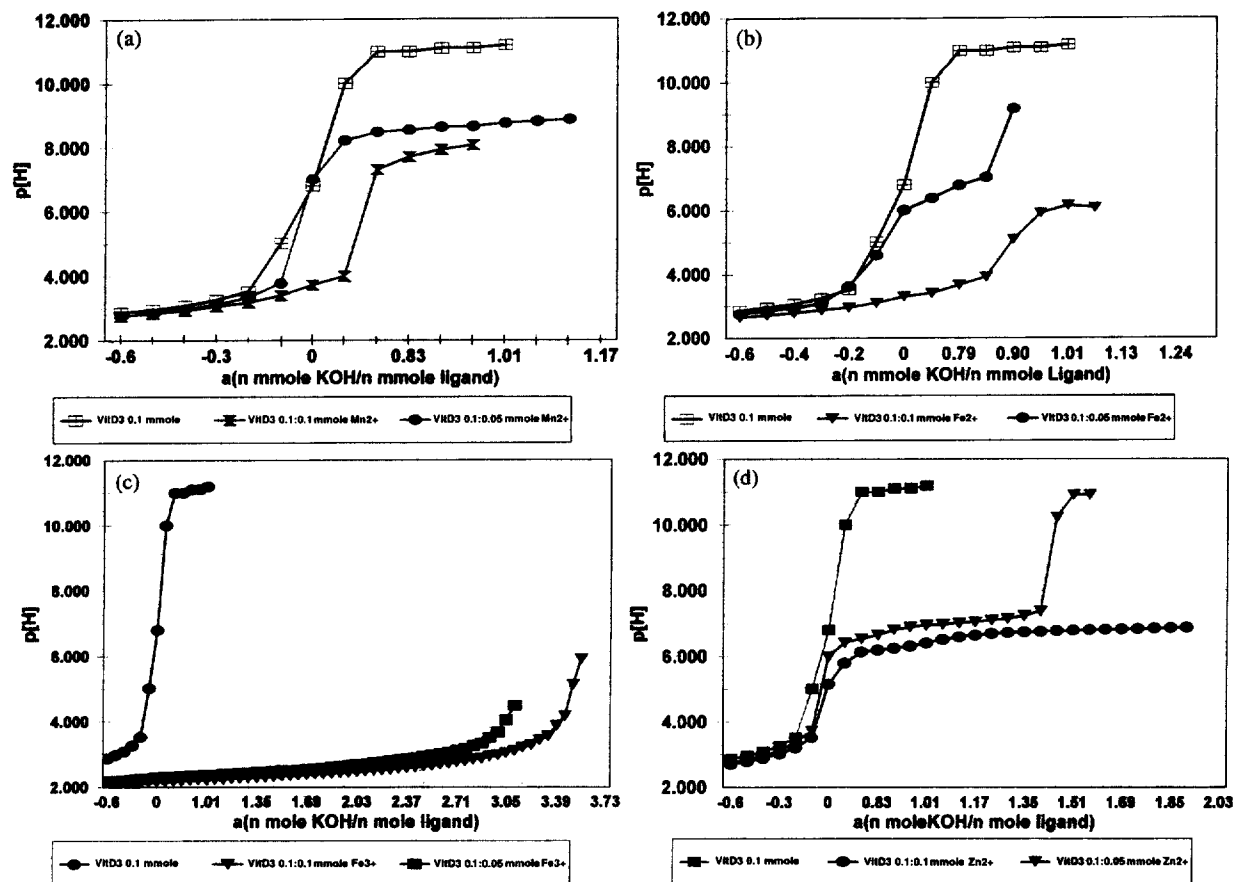 (a)
12.000
10.000
8.000
6.000
4.000
2.000
p[H]
-0.6 -0.3 0 0.83 1.01 1.17
a(n mmole KOH/n mmole ligand)
VitD3 0.1 mmole VitD3 0.1:0.1 mmole Mn2+ VitD3 0.1:0.05 mmole Mn2+
(b)
12.000
10.000
8.000
6.000
4.000
2.000
p[H]
-0.6 -0.4 -0.2 0 0.79 0.90 1.01 1.13 1.24
a(n mmole KOH/n mmole Ligand)
VitD3 0.1 mmole VitD3 0.1:0.1 mmole Fe2+ VitD3 0.1:0.05 mmole Fe2+
(c)
12.000
10.000
8.000
6.000
4.000
2.000
p[H]
-0.6 0 1.01 1.35 1.68 2.03 2.37 2.71 3.05 3.39 3.73
a(n mole KOH/n mole ligand)
VitD3 0.1 mmole VitD3 0.1:0.1 mmole Fe3+ VitD3 0.1:0.05 mmole Fe3+
(d)
12.000
10.000
8.000
6.000
4.000
2.000
p[H]
-0.6 -0.3 0 0.83 1.01 1.17 1.35 1.51 1.69 1.85 2.03
a(n moleKOH/n mole ligand)
VitD3 0.1 mmole VitD3 0.1:0.1 mmole Zn2+ VitD3 0.1:0.05 mmole Zn2+